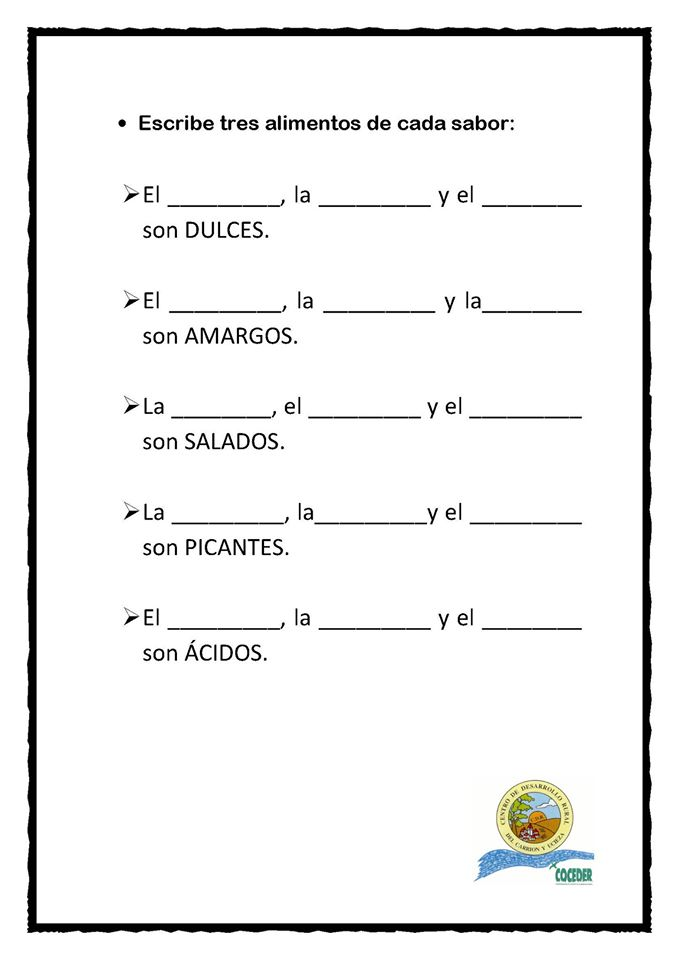 • Escribe tres alimentos de cada sabor:
➢El _________, la _________ y el ________
son DULCES.
➢El _________, la _________ y la________
son AMARGOS.
➢La ________, el _________ y el _________
son SALADOS.
➢La _________, la_________y el _________
son PICANTES.
➢El _________, la _________ y el ________
son ÁCIDOS.
CENTRO DE DESARROLLO RURAL
DEL CARRION Y UCIEZA
COCEDER